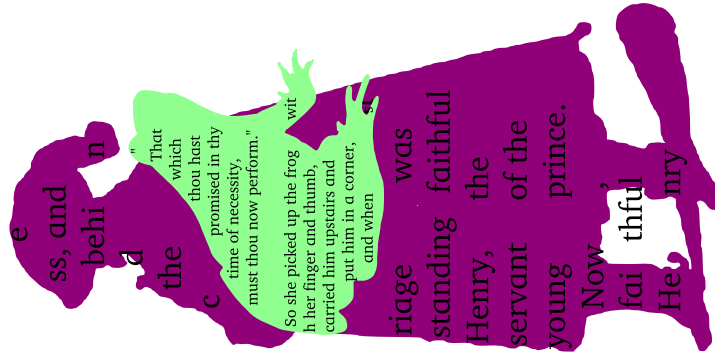 e
ss, and
behi n
d
the
c
riage was
standing faithful
Henry, the
servant of the
young prince.
Now ,
fai thful
He nry
"
That
which
thou hast
promised in thy
time of necessity,
must thou now perform."
So she picked up the frog wit
h her finger and thumb,
carried him upstairs and
put him in a corner,
and when